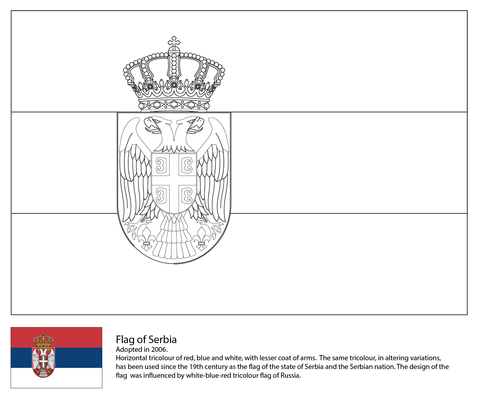 Flag of Serbia
Adopted in 2006.
Horizontal tricolour of red, blue and white, with lesser coat of arms. The same tricolour, in altering variations,
has been used since the 19th century as the flag of the state of Serbia and the Serbian nation. The design of the
flag was influenced by white-blue-red tricolour flag of Russia.